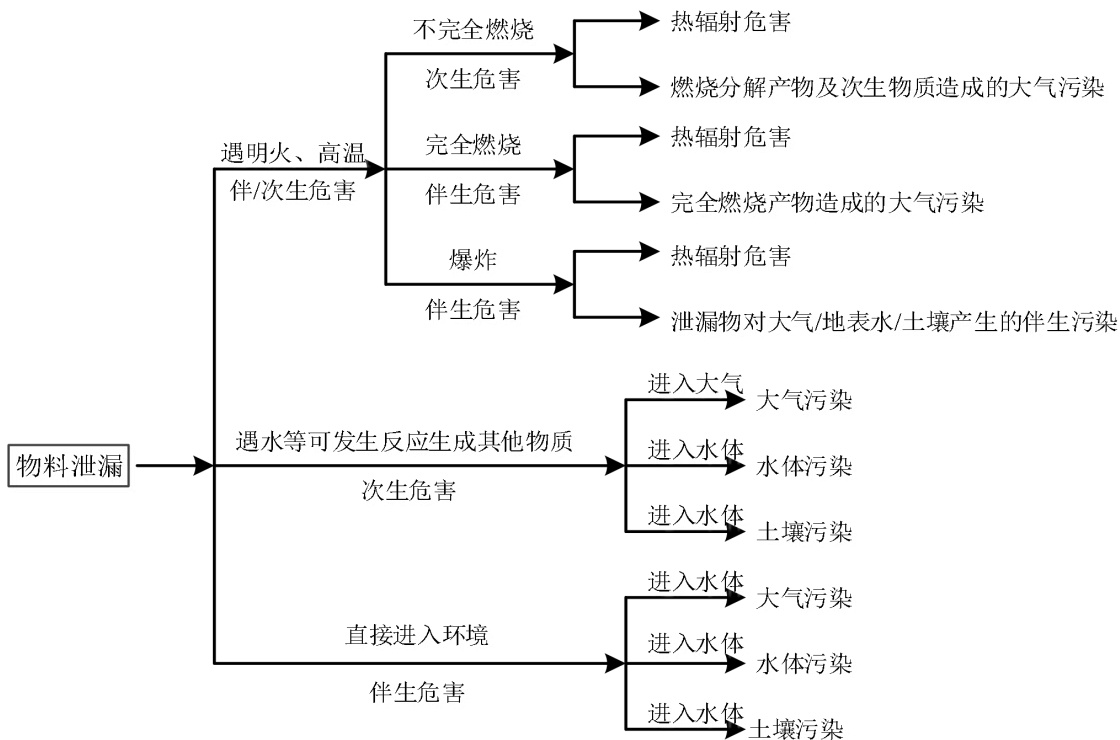 不完全燃烧
次生危害
热辐射危害
燃烧分解产物及次生物质造成的大气污染
遇明火、高温
伴/次生危害
完全燃烧
伴生危害
热辐射危害
完全燃烧产物造成的大气污染
爆炸
伴生危害
热辐射危害
泄漏物对大气/地表水/土壤产生的伴生污染
物料泄漏
遇水等可发生反应生成其他物质
次生危害
进入大气
大气污染
进入水体
水体污染
进入水体
土壤污染
直接进入环境
伴生危害
进入水体
大气污染
进入水体
水体污染
进入水体
土壤污染